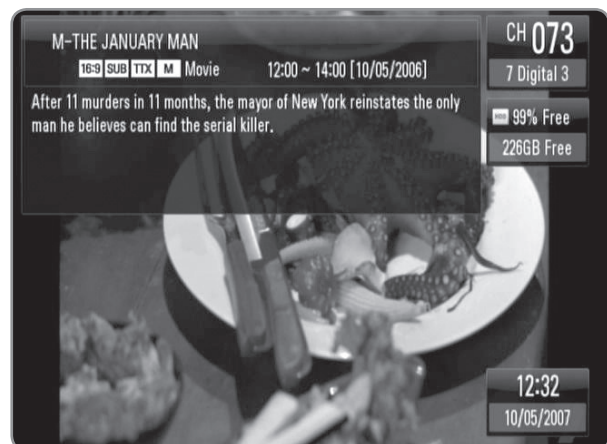 M-THE JANUARY MAN
16:9 SUB TTX M Movie 12:00 ~ 14:00 [10/05/2006]
After 11 murders in 11 months, the mayor of New York reinstates the only
man he believes can find the serial killer.
CH 073
7 Digital 3
HDD 99% Free
226GB Free
12:32
10/05/2007